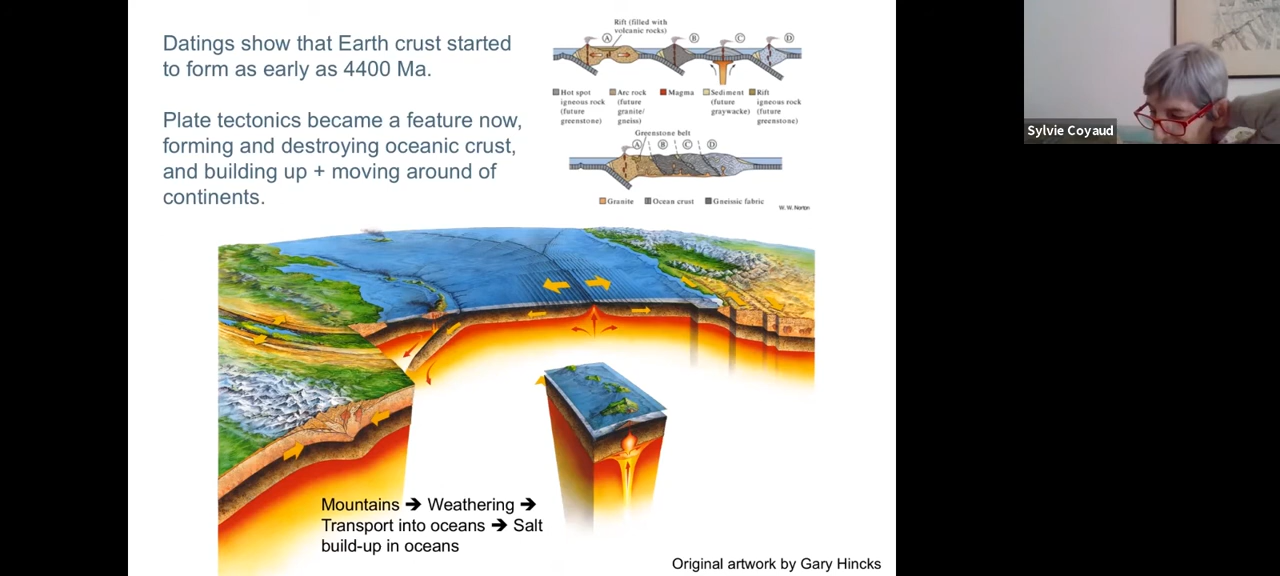 Datings show that Earth crust started
to form as early as 4400 Ma.
Plate tectonics became a feature now,
forming and destroying oceanic crust,
and building up + moving around of
continents.
Rift (filled with
volcanic rocks)
A B C D
Hot spot
igneous rock
(future
greenstone)
Arc rock
(future
granite/
gneiss)
Magma
Sediment
(future
graywacke)
Rift
igneous rock
(future
greenstone)
Greenstone belt
A B C D
Granite Ocean crust Gneissic fabric
W. W. Norton
Mountains ➔ Weathering ➔
Transport into oceans ➔ Salt
build-up in oceans
Original artwork by Gary Hincks
Sylvie Coyaud